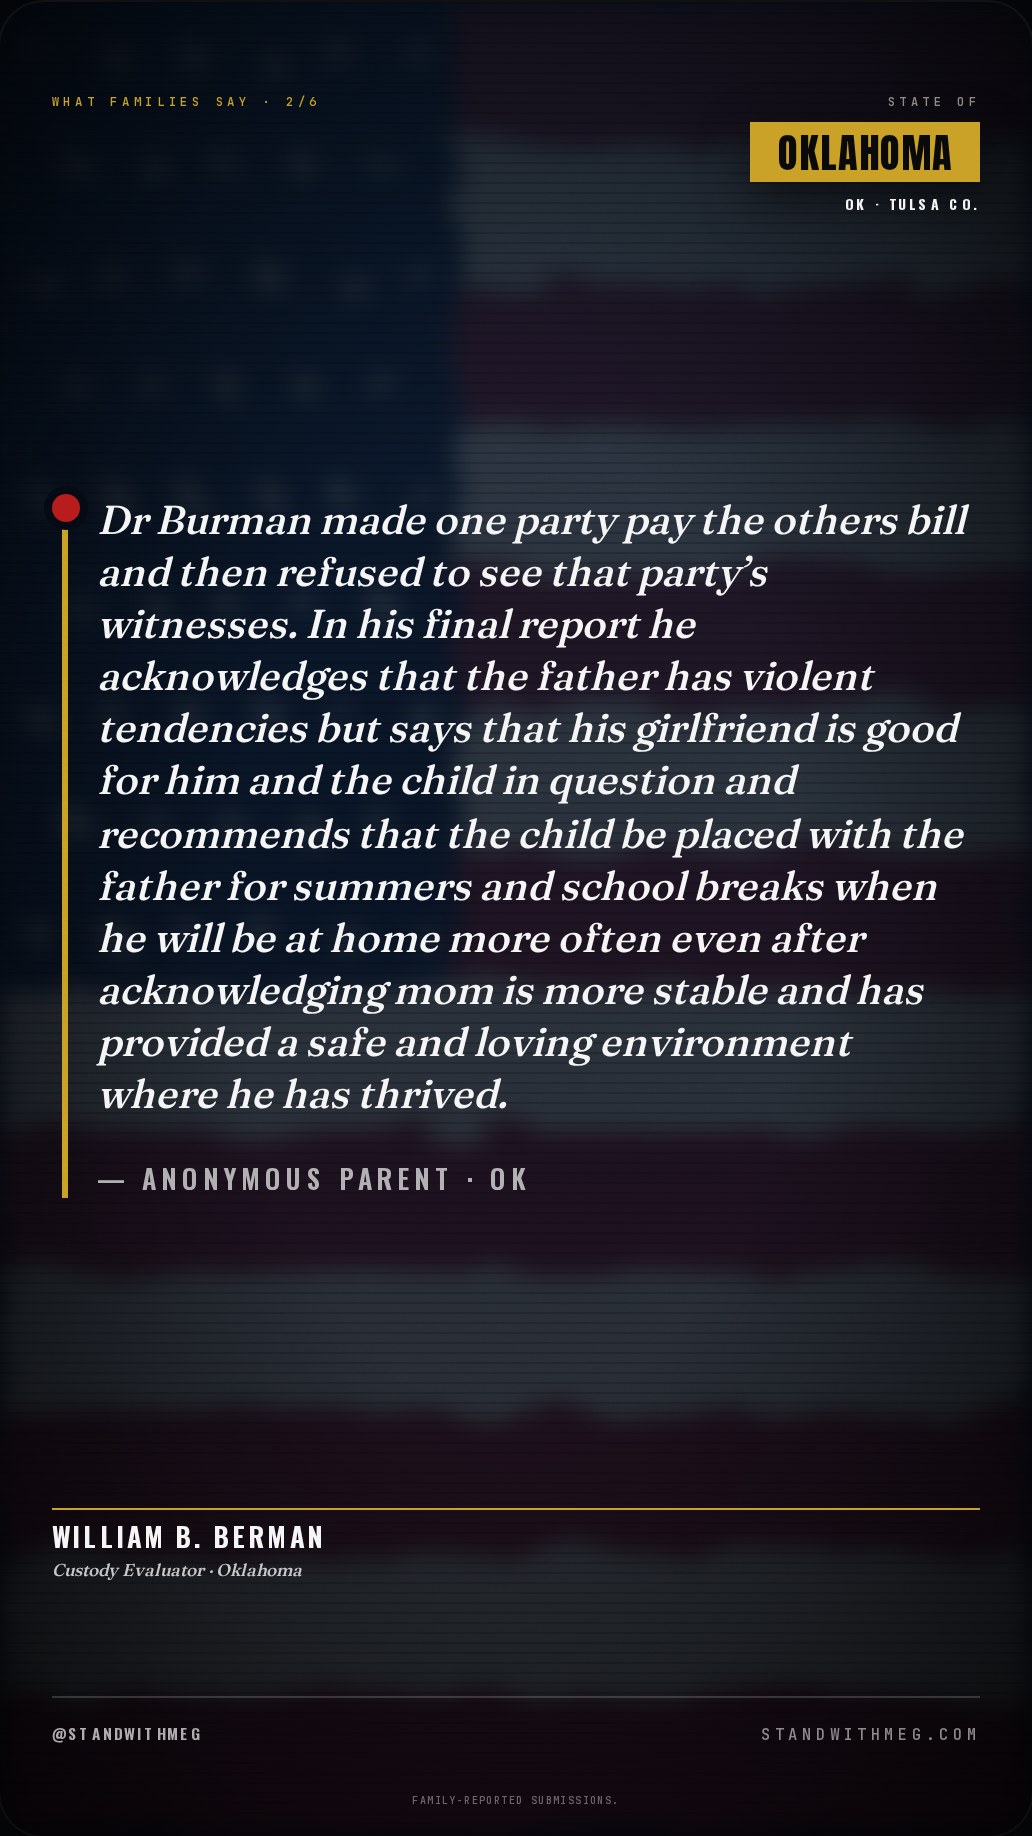 WHAT FAMILIES SAY · 2/6
STATE OF
OKLAHOMA
OK · TULSA CO.
Dr Burman made one party pay the others bill
and then refused to see that party’s
witnesses. In his final report he
acknowledges that the father has violent
tendencies but says that his girlfriend is good
for him and the child in question and
recommends that the child be placed with the
father for summers and school breaks when
he will be at home more often even after
acknowledging mom is more stable and has
provided a safe and loving environment
where he has thrived.
— ANONYMOUS PARENT · OK
WILLIAM B. BERMAN
Custody Evaluator · Oklahoma
@STANDWITHMEG
STANDWITHMEG.COM
FAMILY-REPORTED SUBMISSIONS.